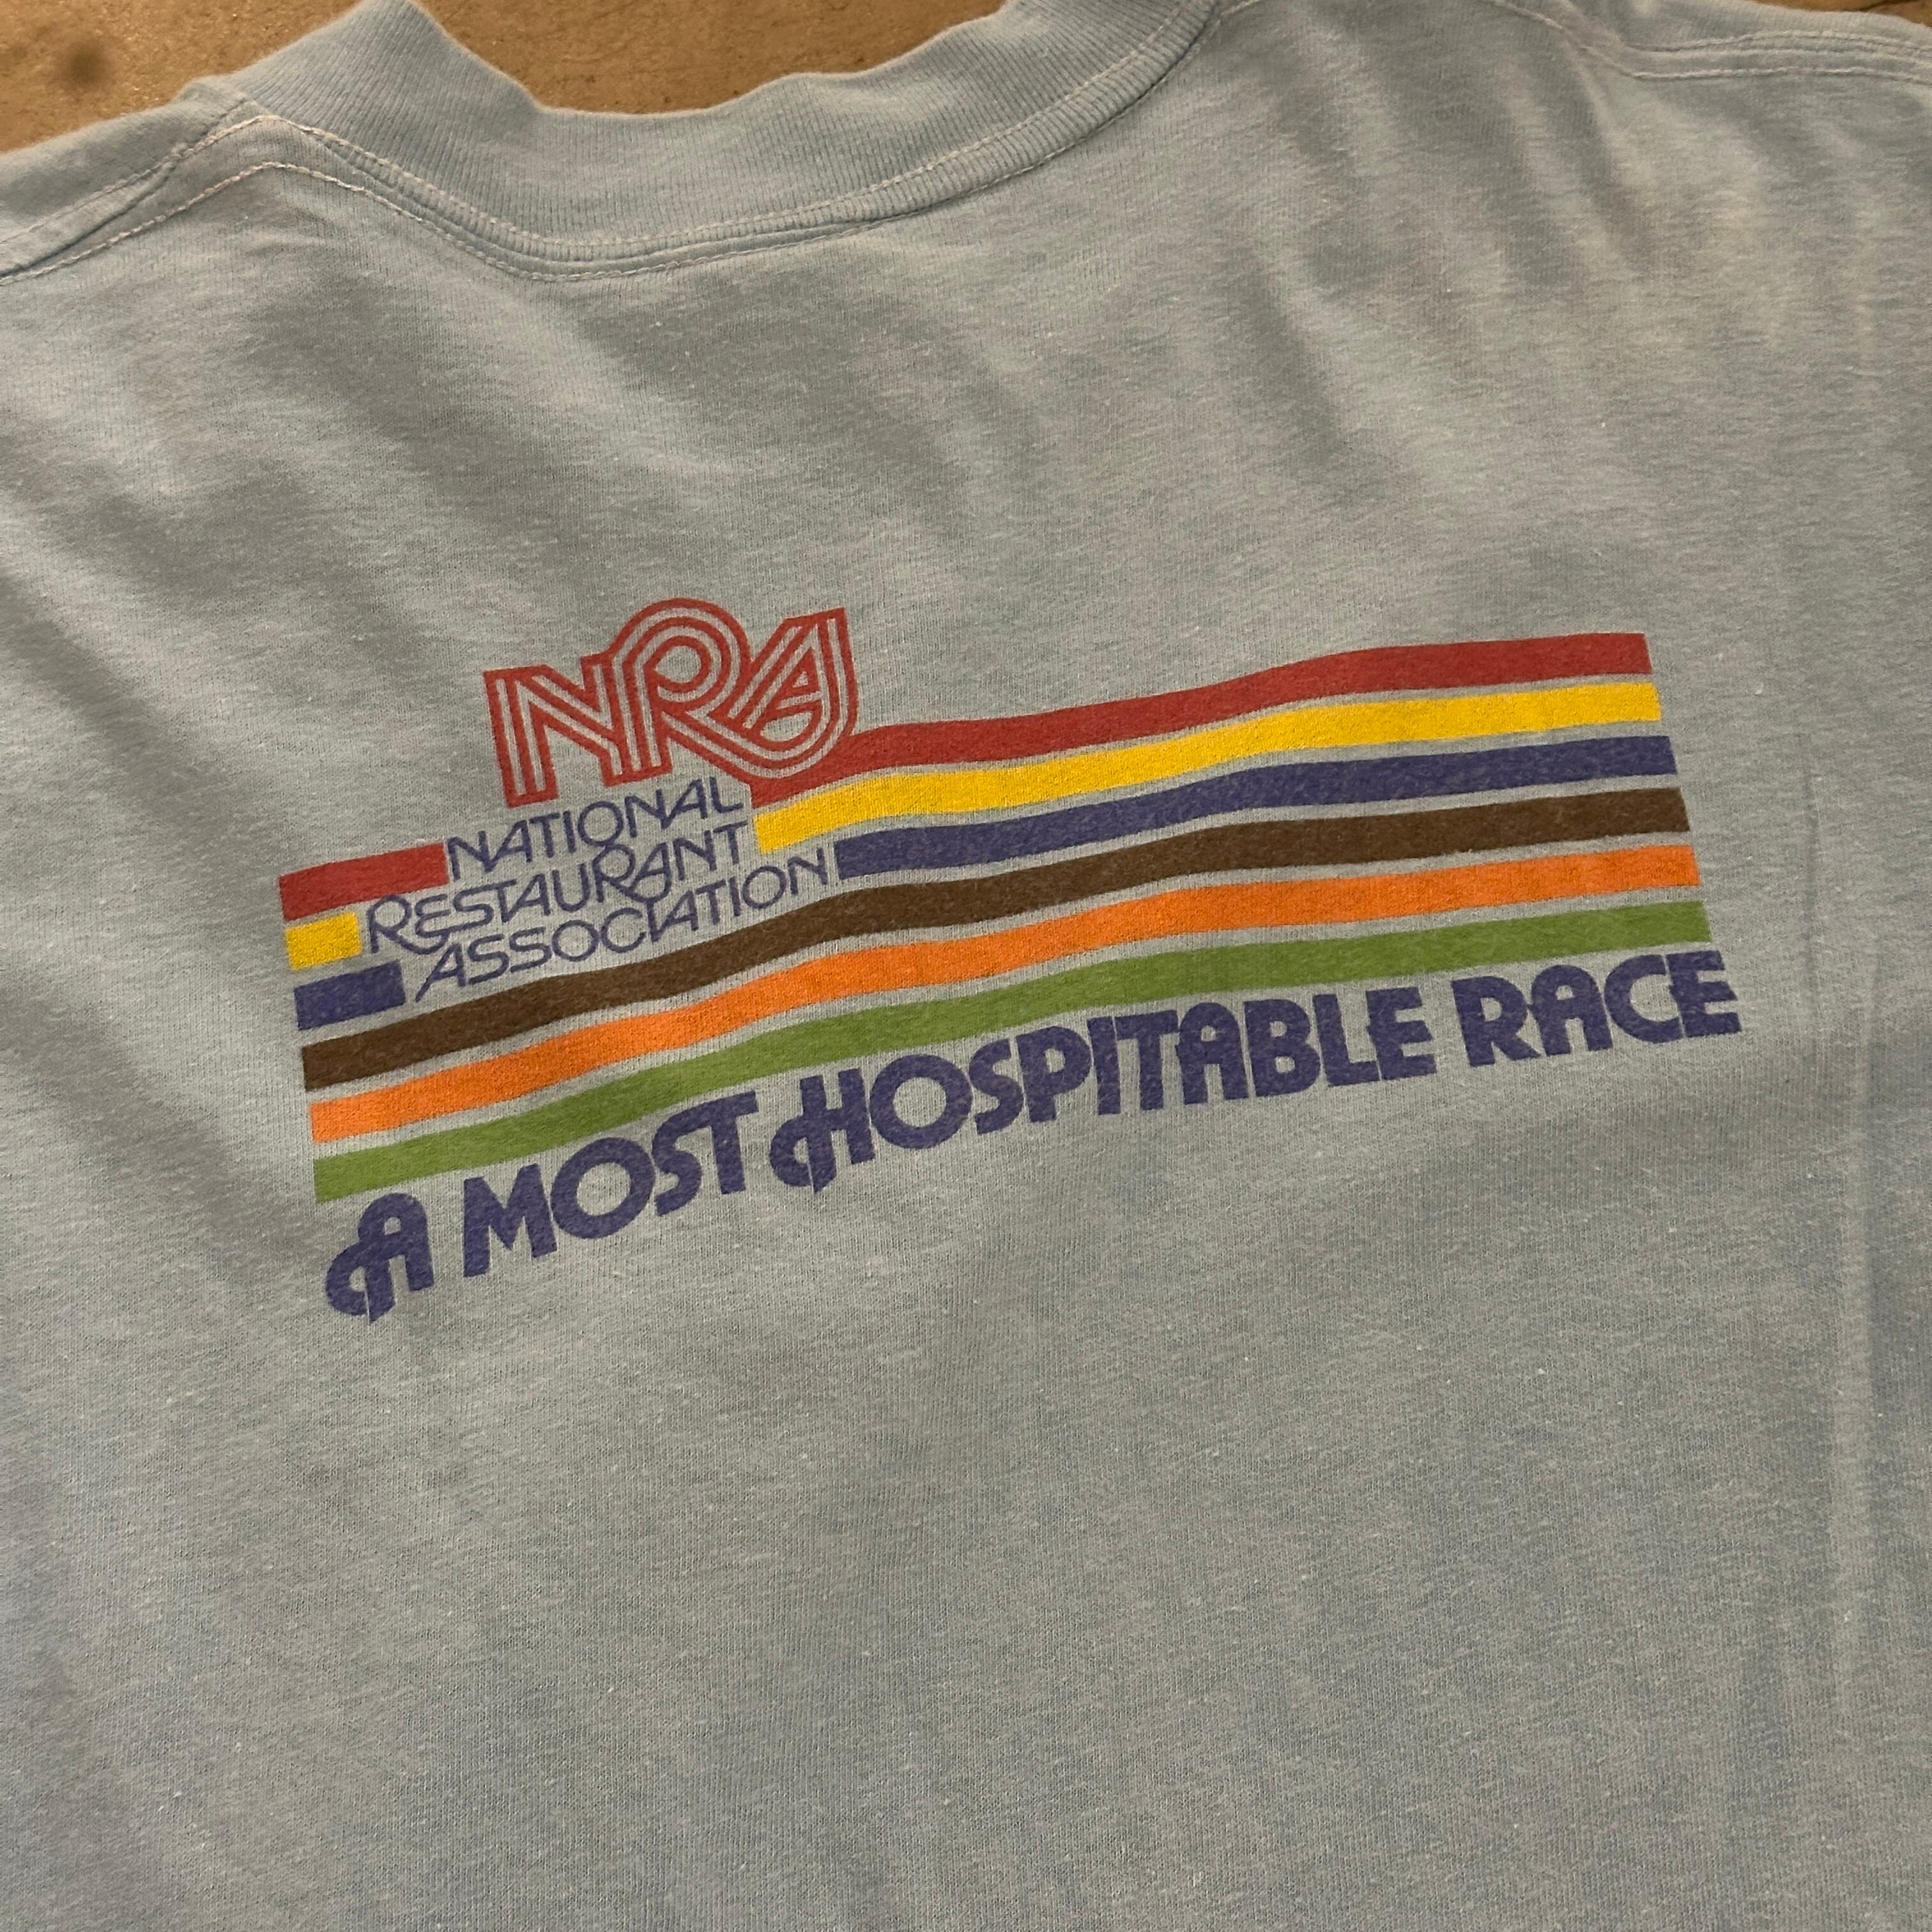 NRA
NATIONAL
RESTAURANT
ASSOCIATION
A MOST HOSPITABLE RACE